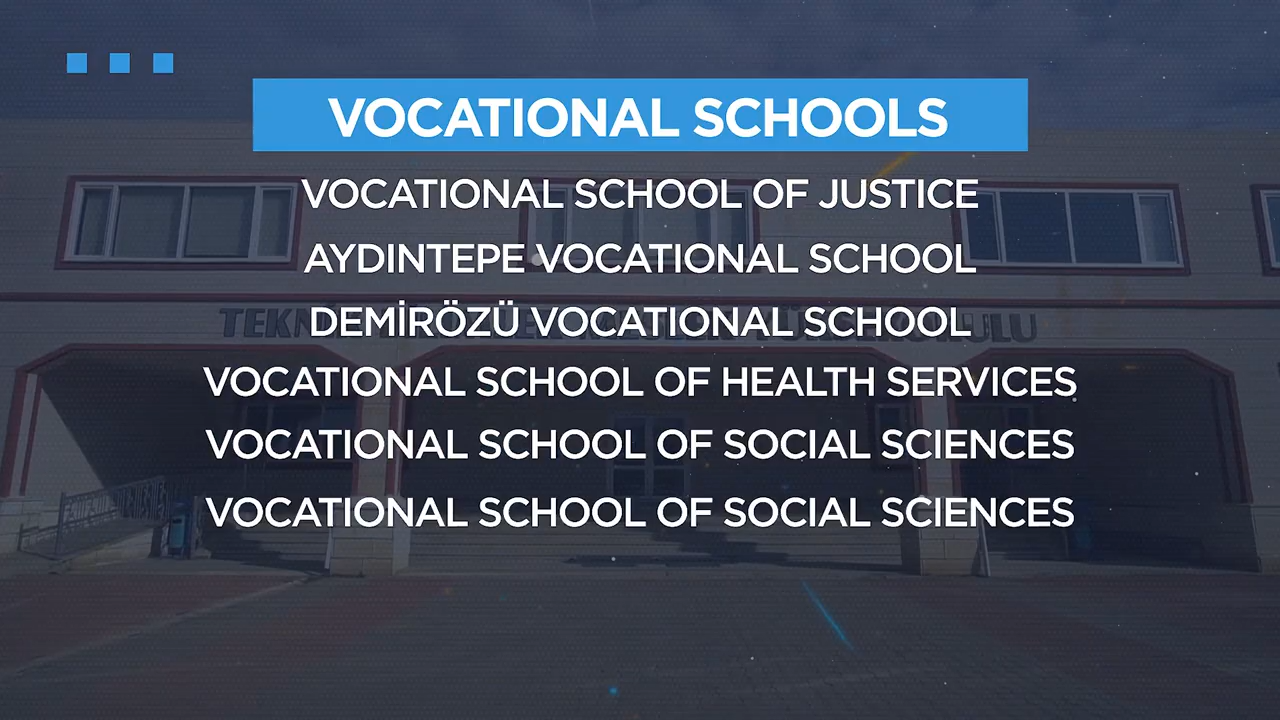 VOCATIONAL SCHOOLS
VOCATIONAL SCHOOL OF JUSTICE
AYDINTEPE VOCATIONAL SCHOOL
DEMİRÖZÜ VOCATIONAL SCHOOL
VOCATIONAL SCHOOL OF HEALTH SERVICES
VOCATIONAL SCHOOL OF SOCIAL SCIENCES
VOCATIONAL SCHOOL OF SOCIAL SCIENCES